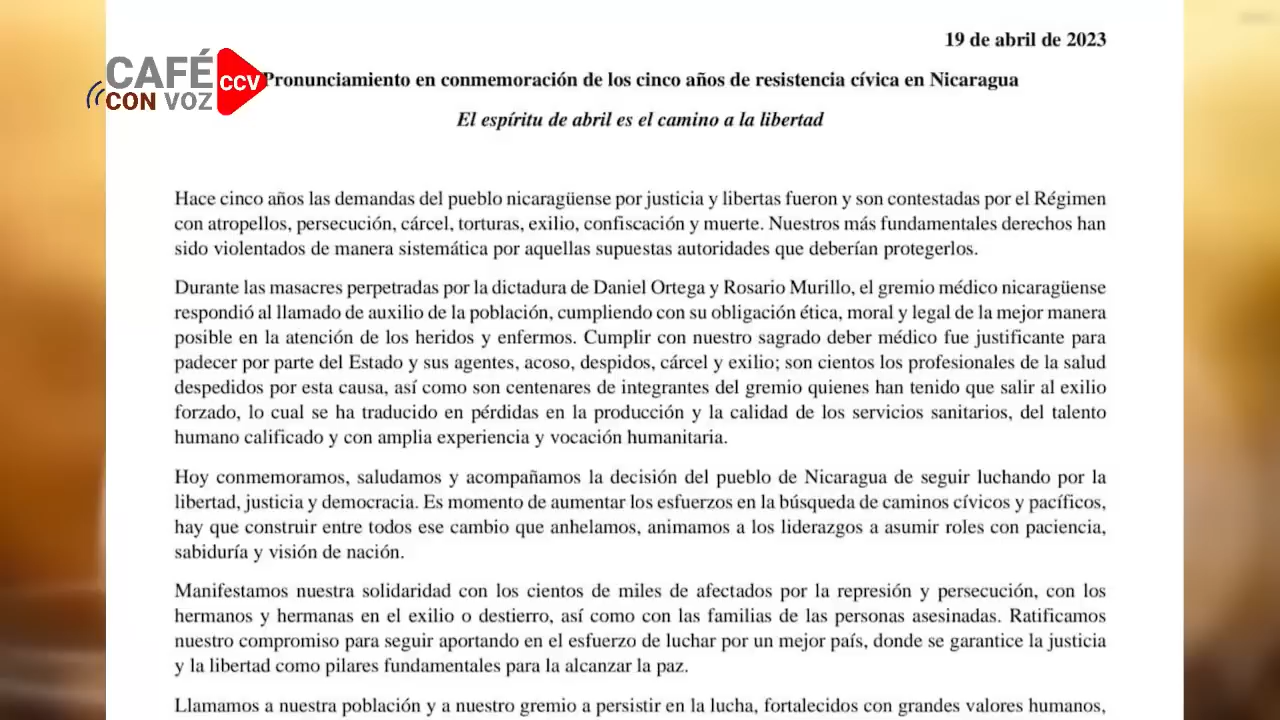 19 de abril de 2023
CAFÉ
CON VOZ
CCV
Pronunciamiento en conmemoración de los cinco años de resistencia cívica en Nicaragua
El espíritu de abril es el camino a la libertad
Hace cinco años las demandas del pueblo nicaragüense por justicia y libertas fueron y son contestadas por el Régimen
con atropellos, persecución, cárcel, torturas, exilio, confiscación y muerte. Nuestros más fundamentales derechos han
sido violentados de manera sistemática por aquellas supuestas autoridades que deberían protegerlos.
Durante las masacres perpetradas por la dictadura de Daniel Ortega y Rosario Murillo, el gremio médico nicaragüense
respondió al llamado de auxilio de la población, cumpliendo con su obligación ética, moral y legal de la mejor manera
posible en la atención de los heridos y enfermos. Cumplir con nuestro sagrado deber médico fue justificante para
padecer por parte del Estado y sus agentes, acoso, despidos, cárcel y exilio; son cientos los profesionales de la salud
despedidos por esta causa, así como son centenares de integrantes del gremio quienes han tenido que salir al exilio
forzado, lo cual se ha traducido en pérdidas en la producción y la calidad de los servicios sanitarios, del talento
humano calificado y con amplia experiencia y vocación humanitaria.
Hoy conmemoramos, saludamos y acompañamos la decisión del pueblo de Nicaragua de seguir luchando por la
libertad, justicia y democracia. Es momento de aumentar los esfuerzos en la búsqueda de caminos cívicos y pacíficos,
hay que construir entre todos ese cambio que anhelamos, animamos a los liderazgos a asumir roles con paciencia,
sabiduría y visión de nación.
Manifestamos nuestra solidaridad con los cientos de miles de afectados por la represión y persecución, con los
hermanos y hermanas en el exilio o destierro, así como con las familias de las personas asesinadas. Ratificamos
nuestro compromiso para seguir aportando en el esfuerzo de luchar por un mejor país, donde se garantice la justicia
y la libertad como pilares fundamentales para la alcanzar la paz.
Llamamos a nuestra población y a nuestro gremio a persistir en la lucha, fortalecidos con grandes valores humanos,